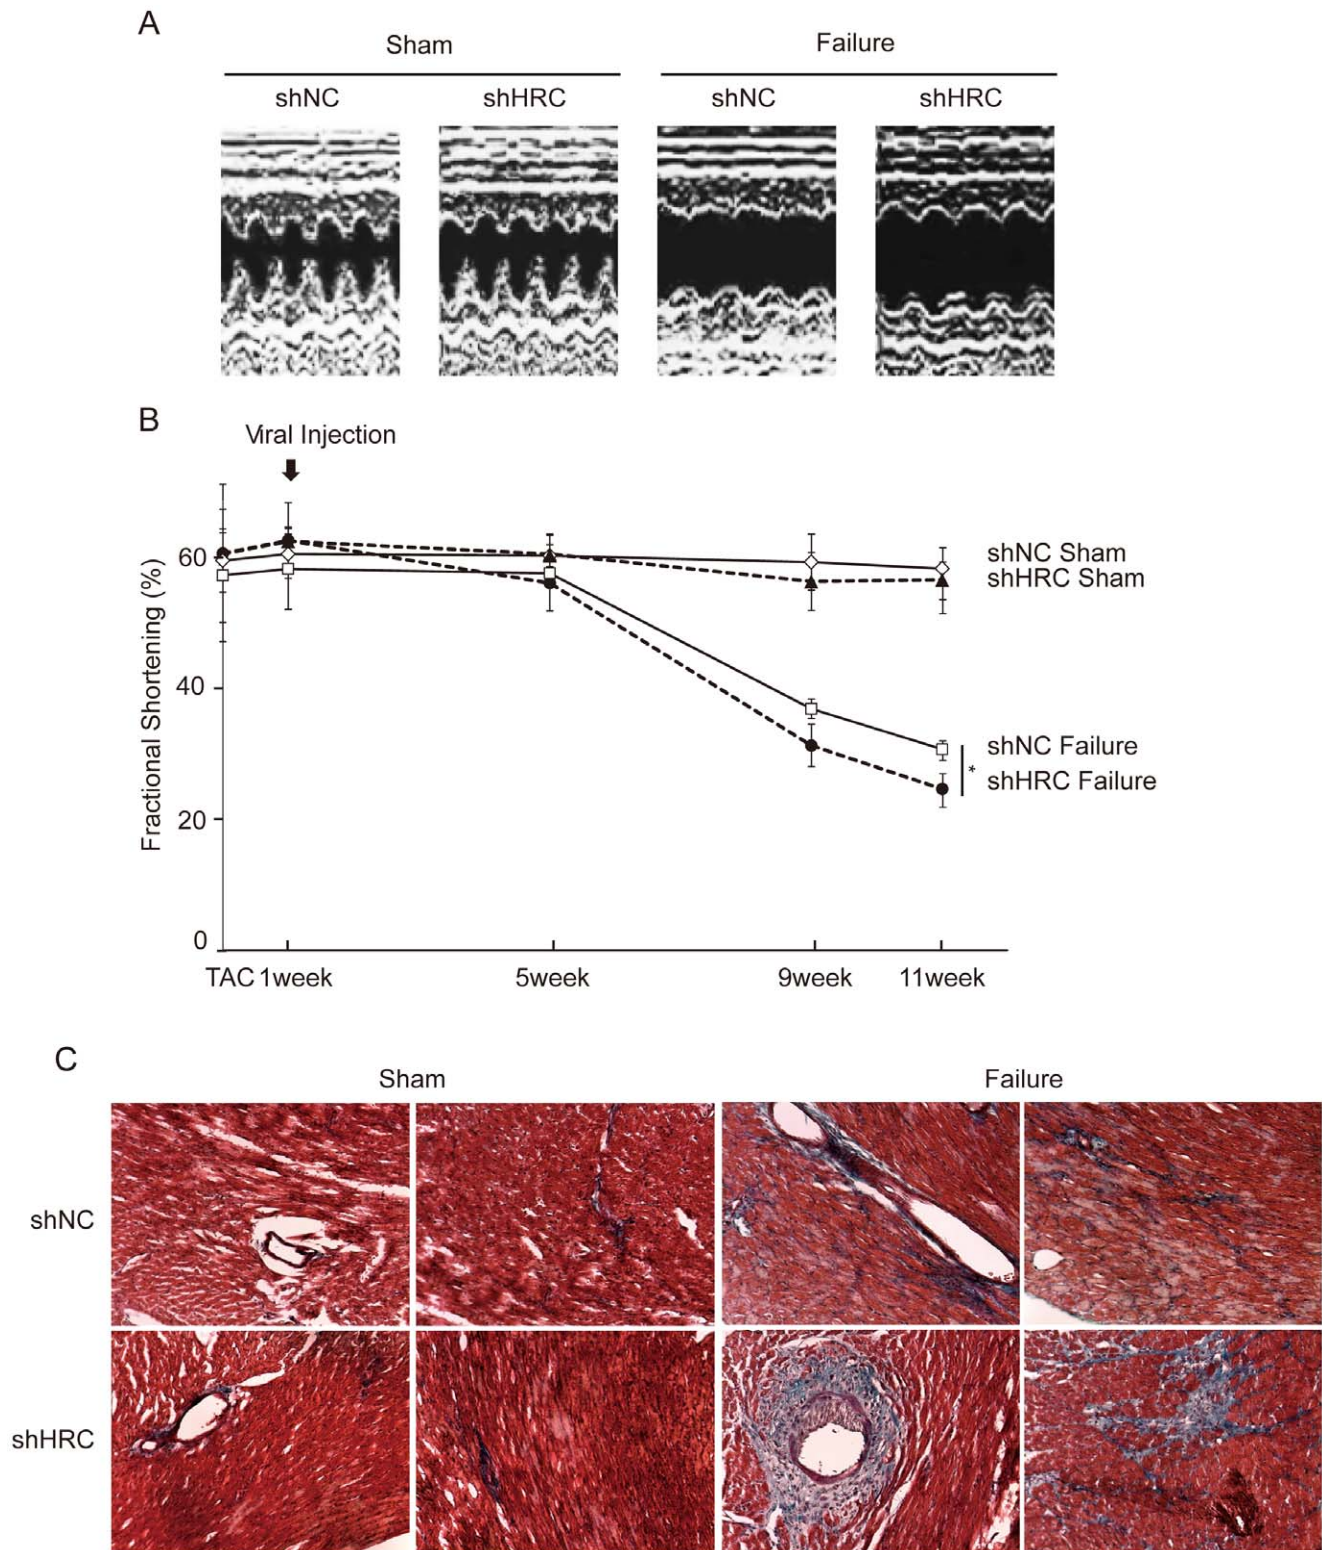 A
Sham Failure
shNC shHRC shNC shHRC
B
Viral Injection
Fractional Shortening (%)
60
40
20
0
TAC 1week 5week 9week 11week
shNC Sham
shHRC Sham
shNC Failure
*
shHRC Failure
C
Sham Failure
shNC
shHRC